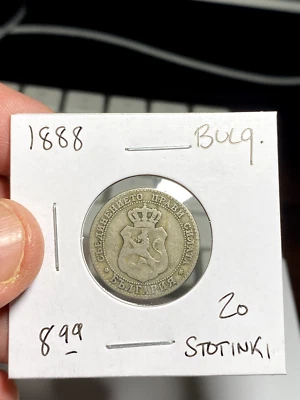 1888 BULG.
СЪЕДИНЕНИЕТО ПРАВИ СИЛАТА
БЪЛГАРИЯ
20
8.99 STOTINKI